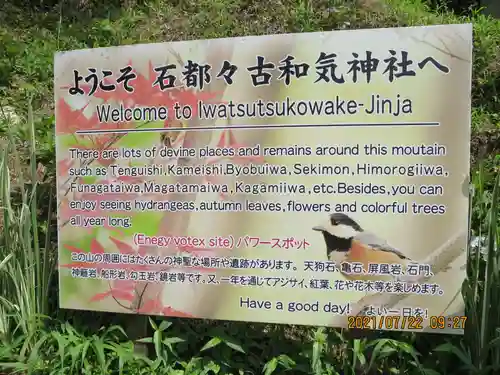 ようこそ 石都々古和気神社へ
Welcome to Iwatsutsukowake-Jinja
There are lots of devine places and remains around this moutain
such as Tenguishi,Kameishi,Byobuiwa,Sekimon,Himorogiiwa,
Funagataiwa,Magatamaiwa,Kagamiiwa,etc.Besides,you can
enjoy seeing hydrangeas,autumn leaves,flowers and colorful trees
all year long.
(Enegy votex site) パワースポット
この山の周囲にはたくさんの神聖な場所や遺跡があります。 天狗石、亀石、屏風岩、石門、
神籬岩、船形岩、勾玉岩、鏡岩等です。又、一年を通じてアジサイ、紅葉、花や花木等を楽しめます。
Have a good day! よい一日を!
2021/07/22 09:27